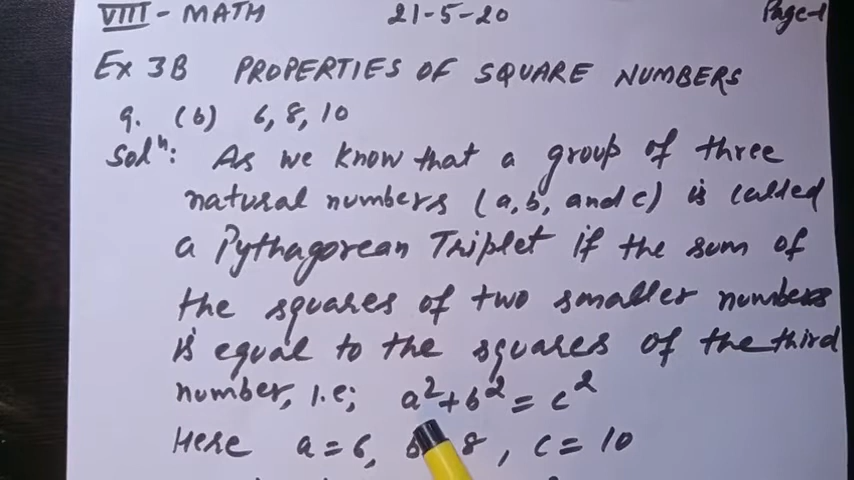 VIII - MATH 21-5-20 Page-1
Ex 3B PROPERTIES OF SQUARE NUMBERS
9. (b) 6, 8, 10
Solⁿ: As we know that a group of three
natural numbers (a, b, and c) is called
a Pythagorean Triplet if the sum of
the squares of two smaller numbers
is equal to the squares of the third
number, i.e; a² + b² = c²
Here a = 6, b 8, c = 10